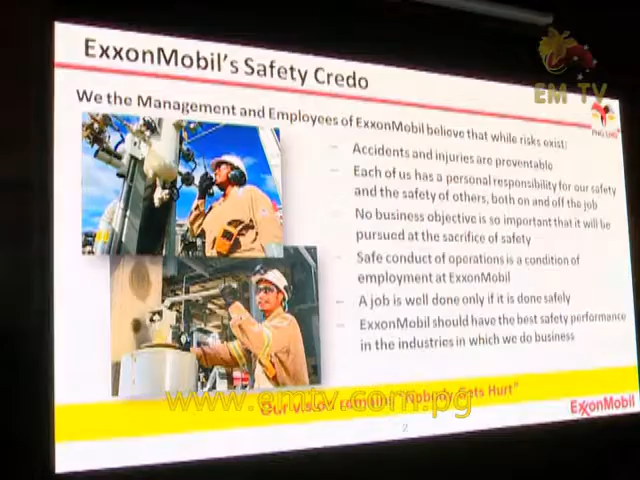 EM TV
ExxonMobil's Safety Credo
PNG LNG
We the Management and Employees of ExxonMobil believe that while risks exist:
– Accidents and injuries are preventable
– Each of us has a personal responsibility for our safety
and the safety of others, both on and off the job
– No business objective is so important that it will be
pursued at the sacrifice of safety
– Safe conduct of operations is a condition of
employment at ExxonMobil
– A job is well done only if it is done safely
– ExxonMobil should have the best safety performance
in the industries in which we do business
Our vision remains "Nobody Gets Hurt"
www.emtv.com.pg
ExxonMobil
2